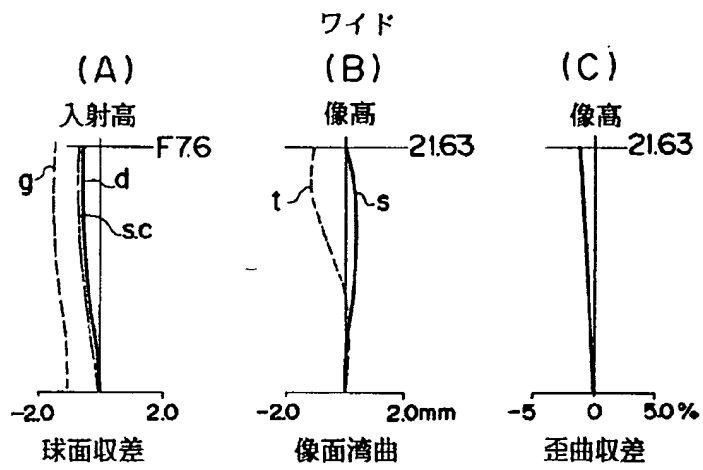 ワイド
(A) (B) (C)
入射高 像高 像高
F7.6 21.63 21.63
g d t s
s.c
-2.0 2.0 -2.0 2.0mm -5 0 5.0%
球面収差 像面湾曲 歪曲収差